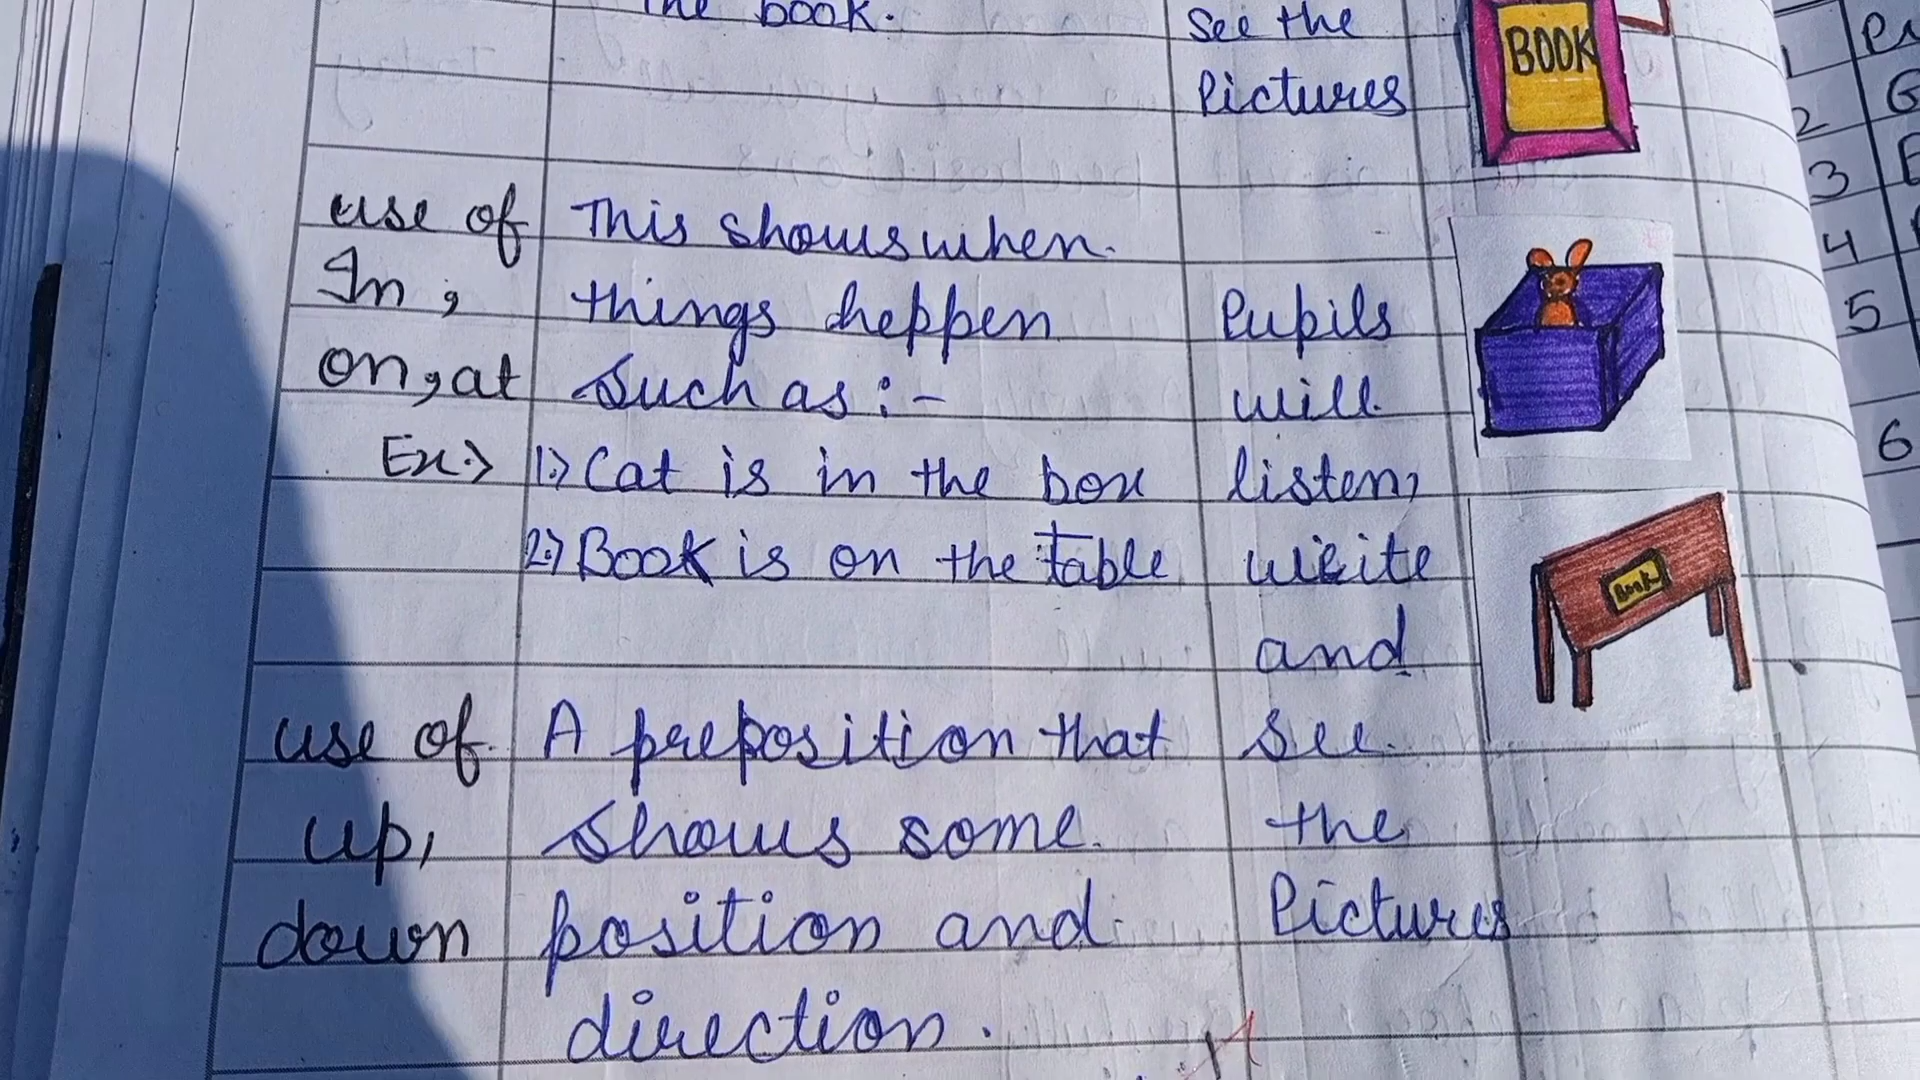 the book.
See the
Pictures
BOOK
use of
In,
on, at
Ex:>
This shows when.
things heppen
such as :-
1.> Cat is in the box
2.> Book is on the table
Pupils
will
listen,
write
and
see.
the
Pictures
BOOK
use of.
up,
down
A preposition that
shows some.
position and.
direction.
1
2
3
4
5
6